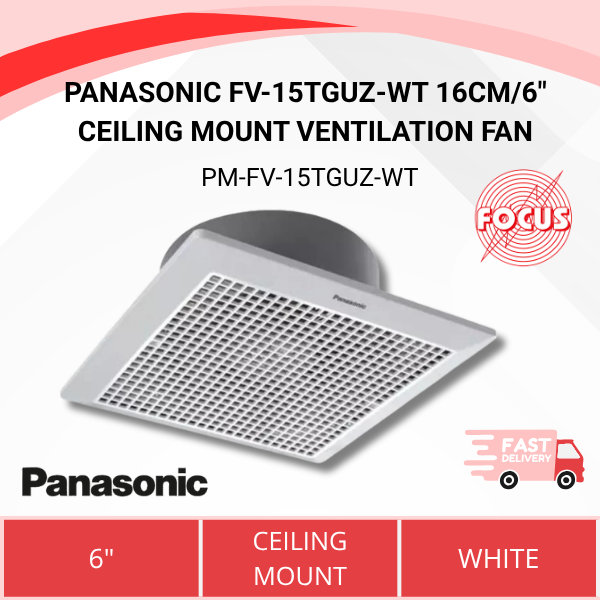 PANASONIC FV-15TGUZ-WT 16CM/6"
CEILING MOUNT VENTILATION FAN
PM-FV-15TGUZ-WT
FOCUS
Panasonic
FAST
DELIVERY
Panasonic
6"
CEILING
MOUNT
WHITE